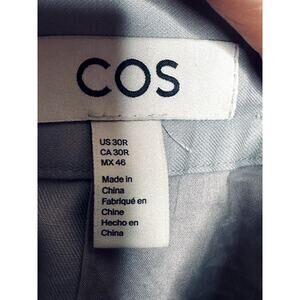 COS
US 30R
CA 30R
MX 46
Made in
China
Fabriqué en
Chine
Hecho en
China